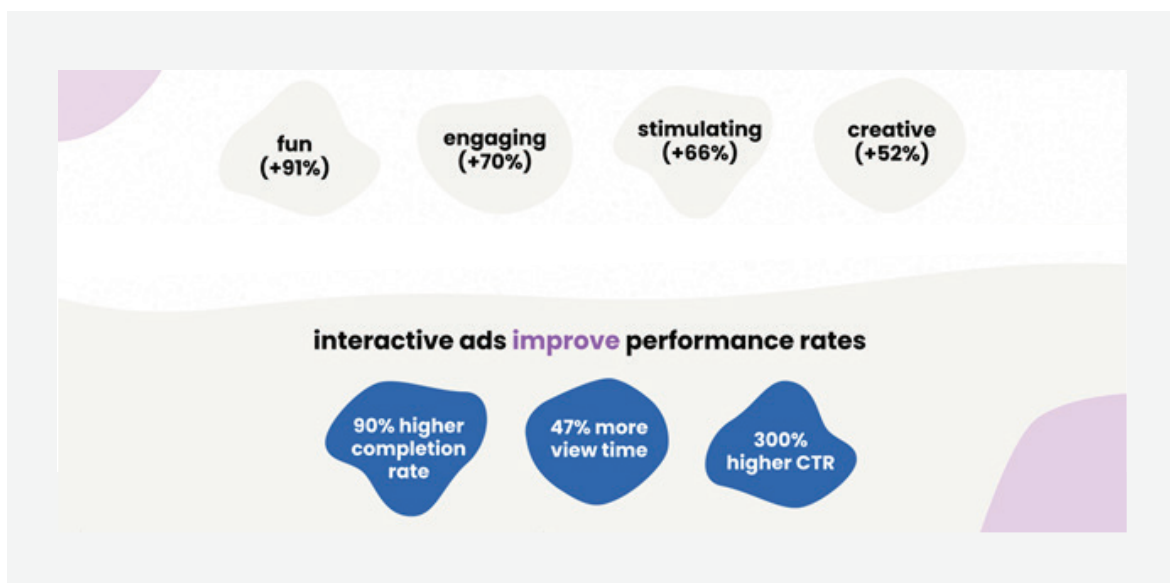 fun
(+91%)
engaging
(+70%)
stimulating
(+66%)
creative
(+52%)
interactive ads improve performance rates
90% higher
completion
rate
47% more
view time
300%
higher CTR